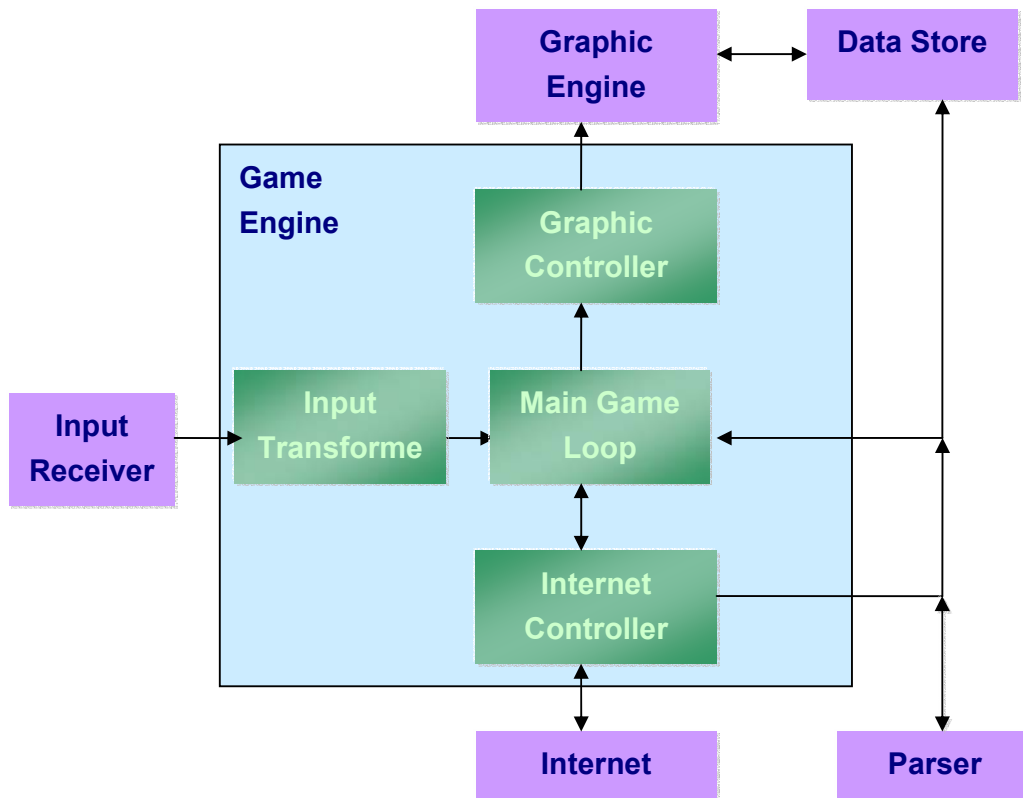 Graphic
Engine
Data Store
Game
Engine
Graphic
Controller
Input
Receiver
Input
Transforme
Main Game
Loop
Internet
Controller
Internet
Parser